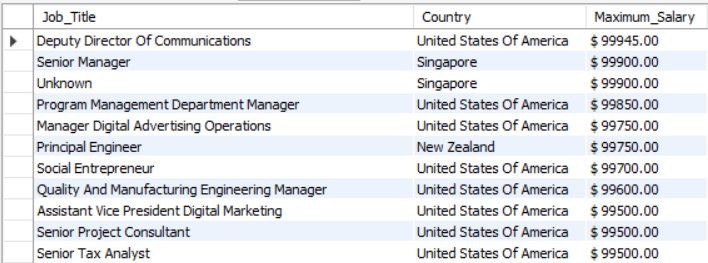 Job_Title Country Maximum_Salary
Deputy Director Of Communications United States Of America $ 99945.00
Senior Manager Singapore $ 99900.00
Unknown Singapore $ 99900.00
Program Management Department Manager United States Of America $ 99850.00
Manager Digital Advertising Operations United States Of America $ 99750.00
Principal Engineer New Zealand $ 99750.00
Social Entrepreneur United States Of America $ 99700.00
Quality And Manufacturing Engineering Manager United States Of America $ 99600.00
Assistant Vice President Digital Marketing United States Of America $ 99500.00
Senior Project Consultant United States Of America $ 99500.00
Senior Tax Analyst United States Of America $ 99500.00